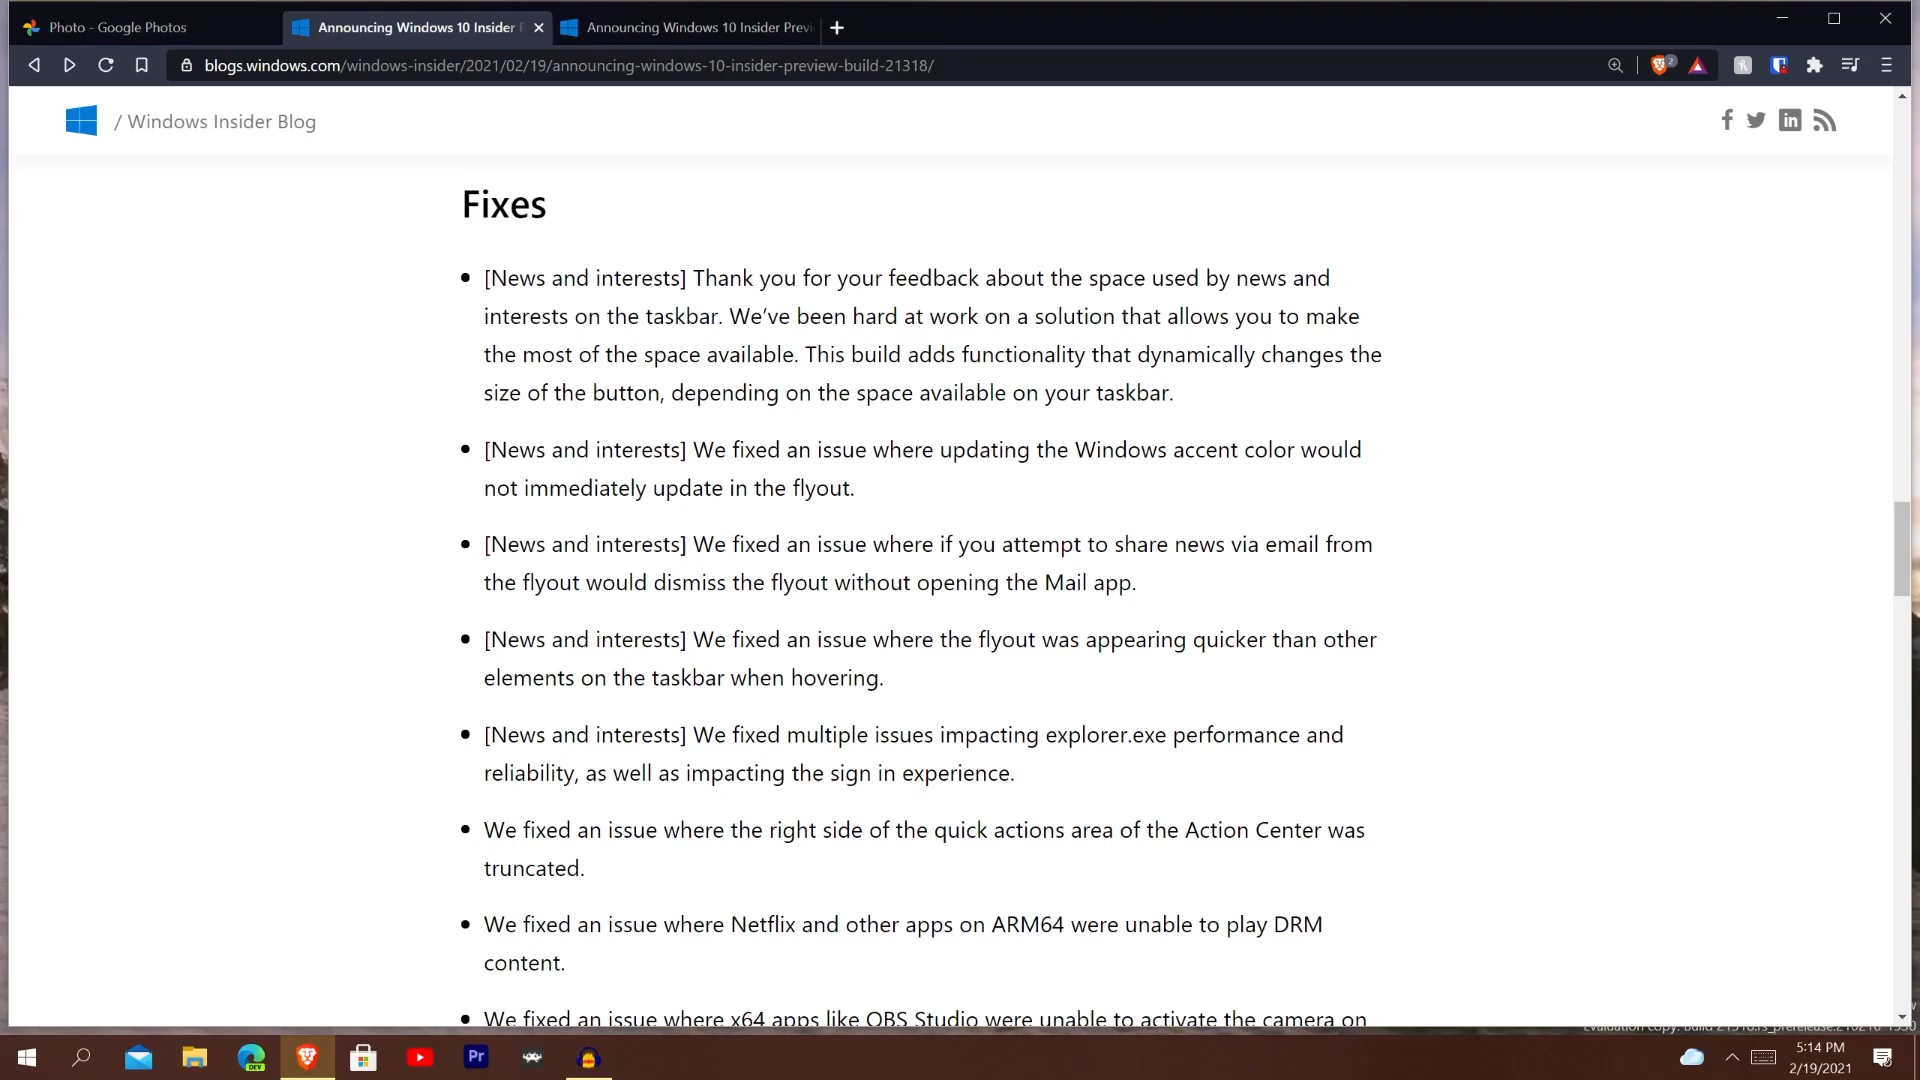 Photo - Google Photos
Announcing Windows 10 Insider P
Announcing Windows 10 Insider Previ
blogs.windows.com/windows-insider/2021/02/19/announcing-windows-10-insider-preview-build-21318/
2
/ Windows Insider Blog
Fixes
[News and interests] Thank you for your feedback about the space used by news and
interests on the taskbar. We’ve been hard at work on a solution that allows you to make
the most of the space available. This build adds functionality that dynamically changes the
size of the button, depending on the space available on your taskbar.
[News and interests] We fixed an issue where updating the Windows accent color would
not immediately update in the flyout.
[News and interests] We fixed an issue where if you attempt to share news via email from
the flyout would dismiss the flyout without opening the Mail app.
[News and interests] We fixed an issue where the flyout was appearing quicker than other
elements on the taskbar when hovering.
[News and interests] We fixed multiple issues impacting explorer.exe performance and
reliability, as well as impacting the sign in experience.
We fixed an issue where the right side of the quick actions area of the Action Center was
truncated.
We fixed an issue where Netflix and other apps on ARM64 were unable to play DRM
content.
We fixed an issue where x64 apps like OBS Studio were unable to activate the camera on
Evaluation copy. Build 21318.rs_prerelease.210210
DEV
Pr
5:14 PM
2/19/2021